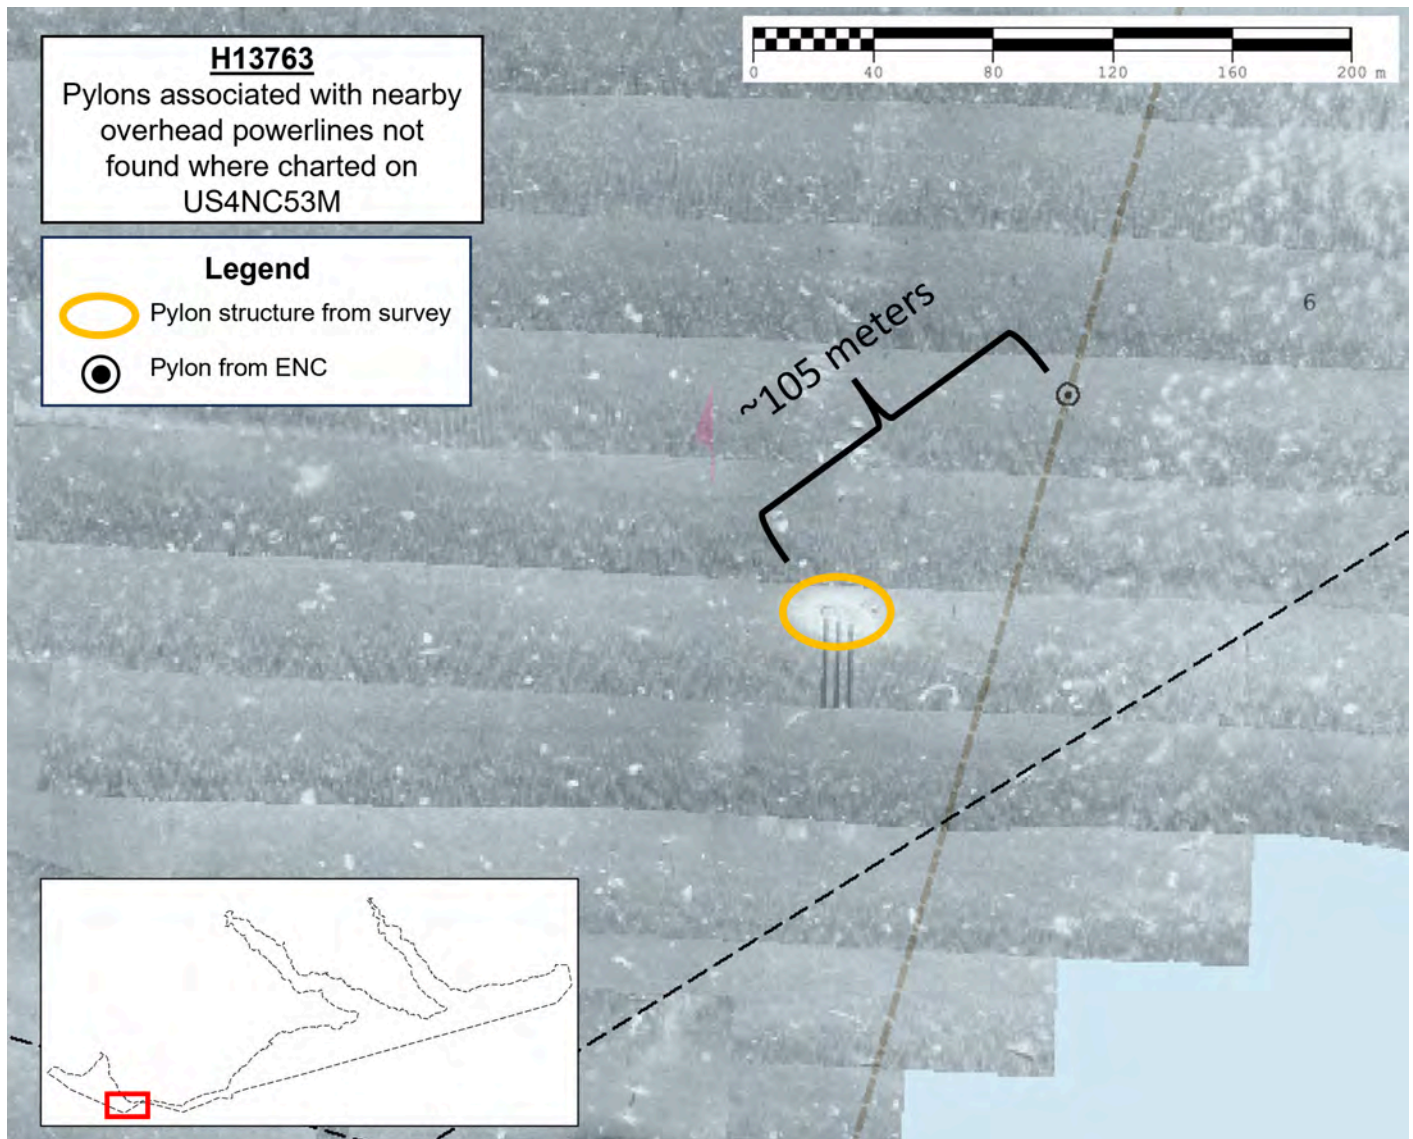 H13763
Pylons associated with nearby
overhead powerlines not
found where charted on
US4NC53M
Legend
Pylon structure from survey
Pylon from ENC
0 40 80 120 160 200 m
~105 meters
6